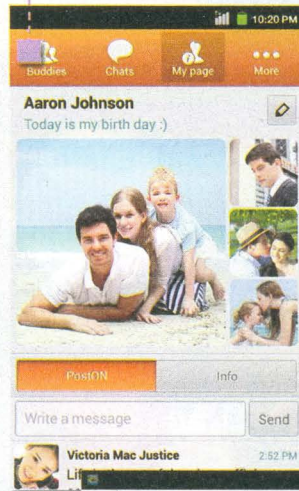 10:20 PM
Buddies
Chats
My page
More
Aaron Johnson
Today is my birth day :)
PostON
Info
Write a message
Send
Victoria Mac Justice
2:52 PM